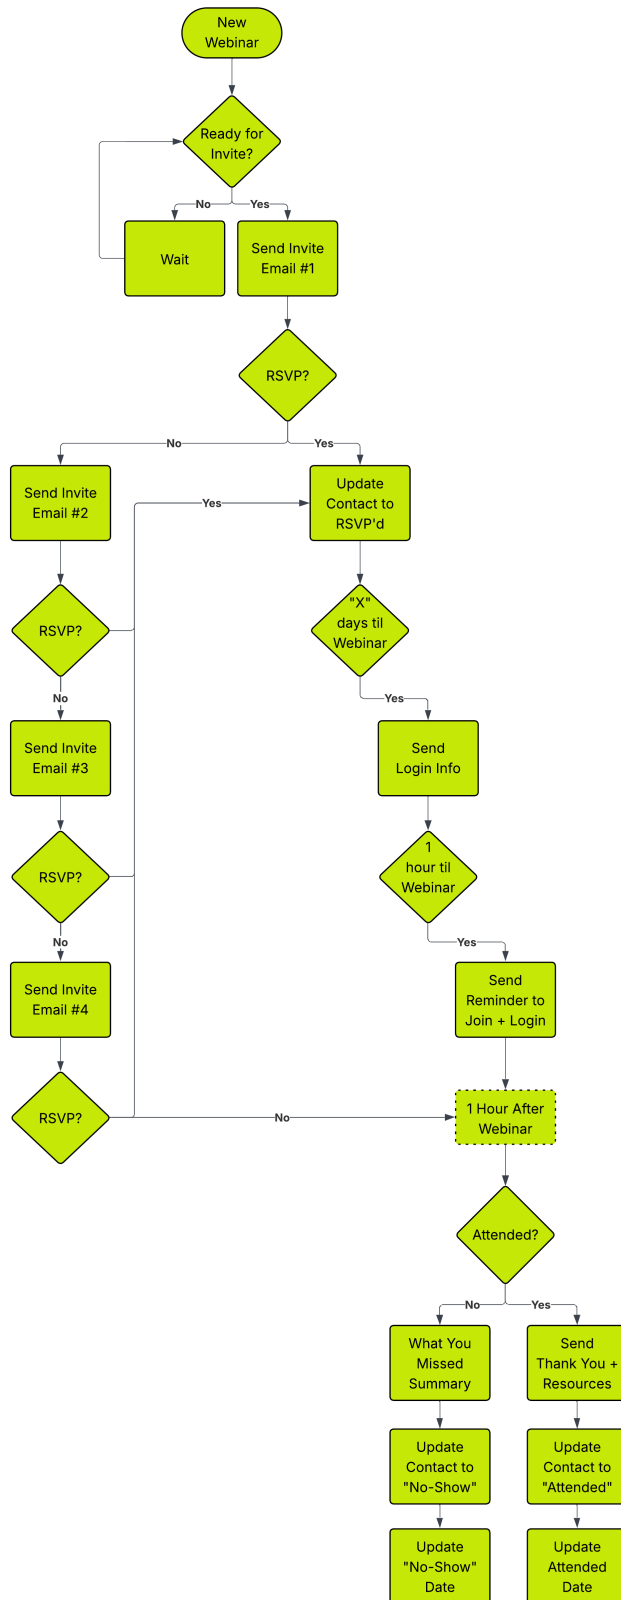 New
Webinar
Ready for
Invite?
No
Yes
Wait
Send Invite
Email #1
RSVP?
No
Yes
Send Invite
Email #2
Yes
Update
Contact to
RSVP'd
RSVP?
"X"
days til
Webinar
No
Yes
Send Invite
Email #3
Send
Login Info
RSVP?
1
hour til
Webinar
No
Yes
Send Invite
Email #4
Send
Reminder to
Join + Login
RSVP?
No
1 Hour After
Webinar
Attended?
No
Yes
What You
Missed
Summary
Send
Thank You +
Resources
Update
Contact to
"No-Show"
Update
Contact to
"Attended"
Update
"No-Show"
Date
Update
Attended
Date